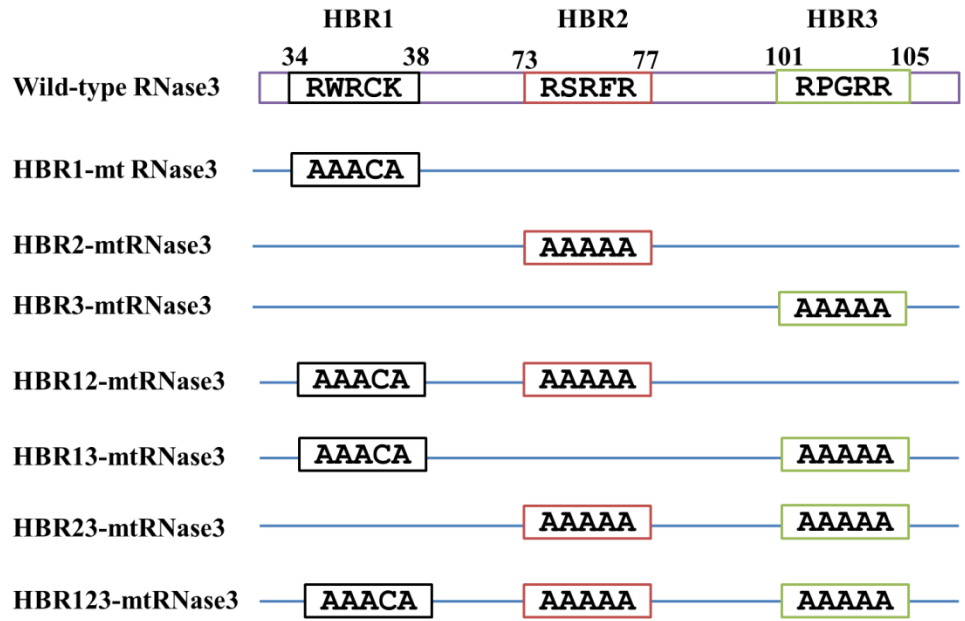 HBR1 HBR2 HBR3
34 38 73 77 101 105
Wild-type RNase3 RWRCK RSRFR RPGRR
HBR1-mt RNase3 AAACA
HBR2-mtRNase3 AAAAA
HBR3-mtRNase3 AAAAA
HBR12-mtRNase3 AAACA AAAAA
HBR13-mtRNase3 AAACA AAAAA
HBR23-mtRNase3 AAAAA AAAAA
HBR123-mtRNase3 AAACA AAAAA AAAAA